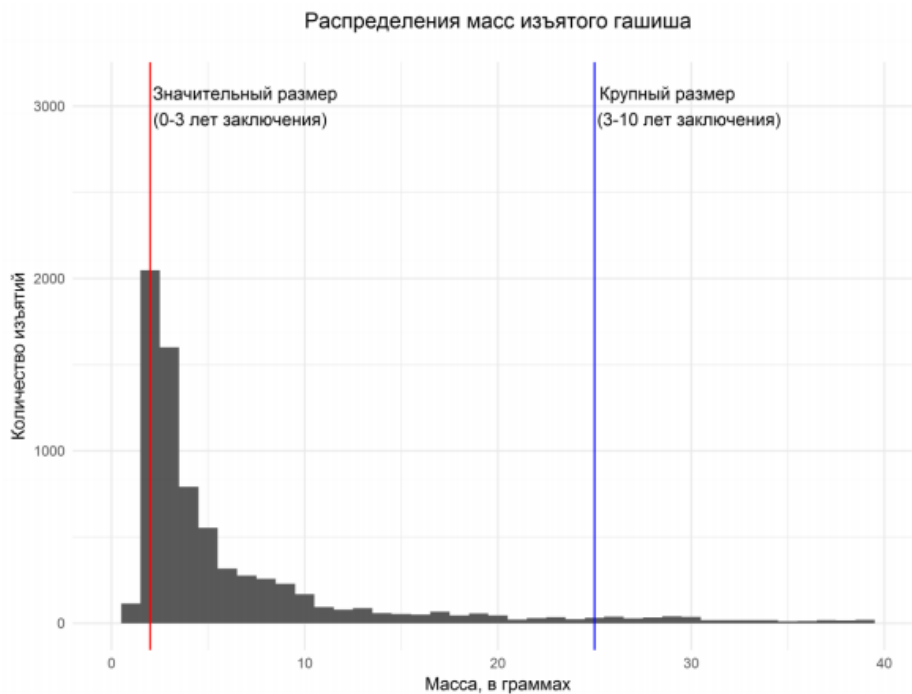 Распределения масс изъятого гашиша
Значительный размер
(0-3 лет заключения)
Крупный размер
(3-10 лет заключения)
3000
2000
1000
0
Количество изъятий
0 10 20 30 40
Масса, в граммах